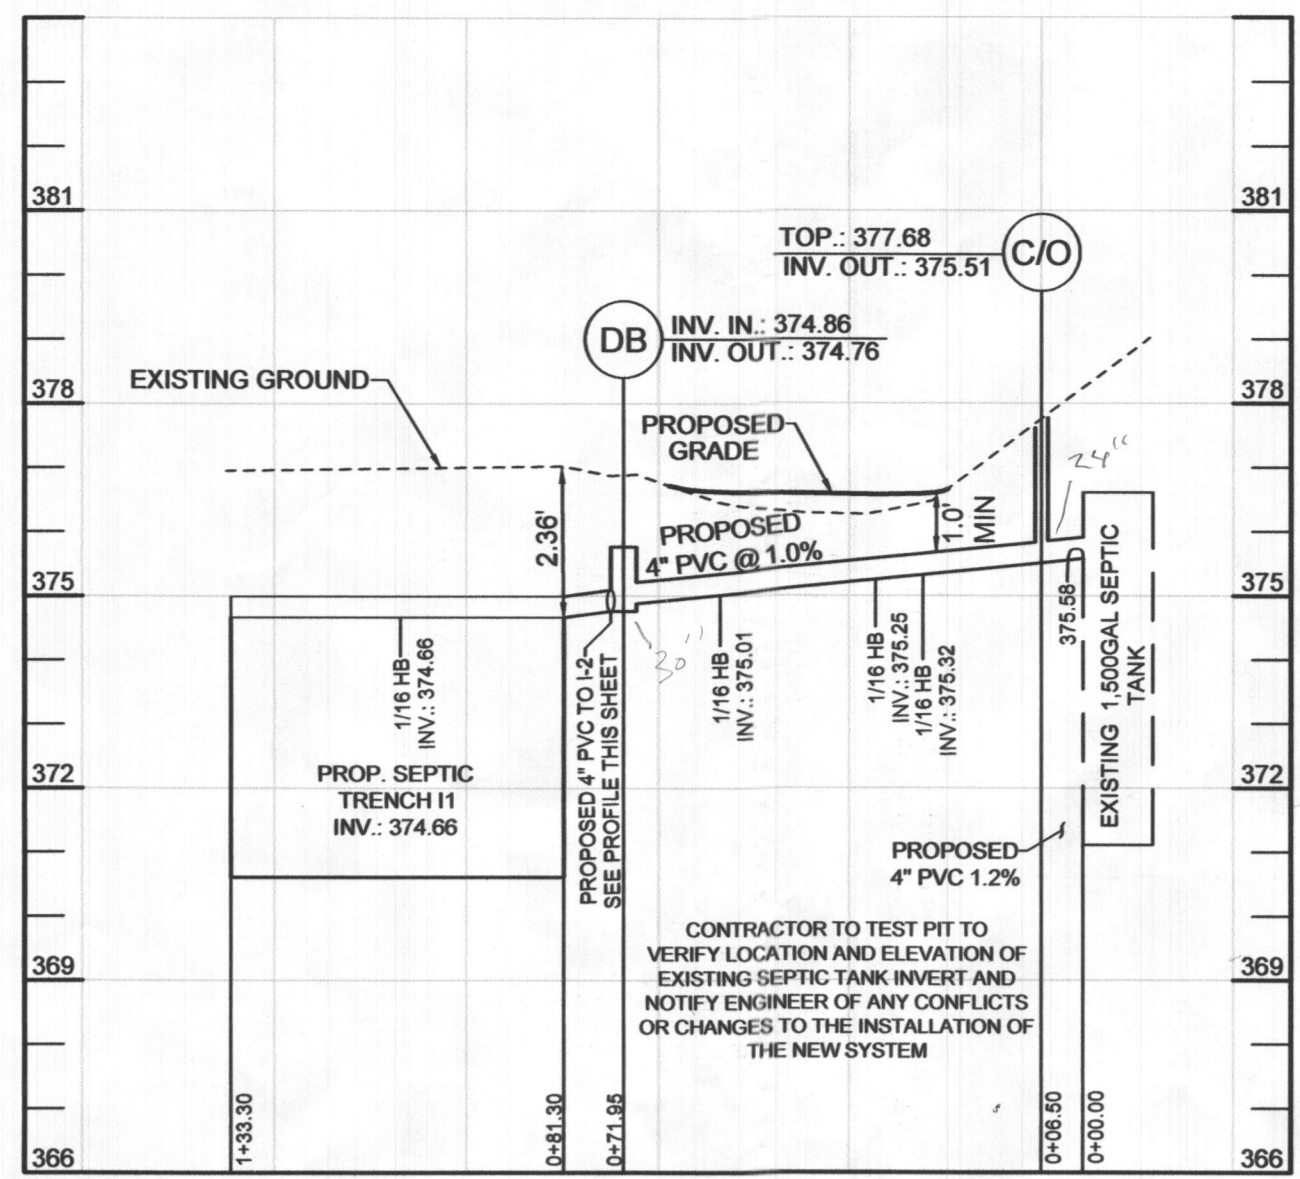 381
381
TOP.: 377.68
INV. OUT.: 375.51
C/O
DB
INV. IN.: 374.86
INV. OUT.: 374.76
EXISTING GROUND
378
378
PROPOSED
GRADE
24"
2.36'
PROPOSED
4" PVC @ 1.0%
1.0'
MIN
375
375
375.58
EXISTING 1,500GAL SEPTIC
TANK
30"
1/16 HB
INV.: 374.66
PROPOSED 4" PVC TO I-2
SEE PROFILE THIS SHEET
1/16 HB
INV.: 375.01
1/16 HB
INV.: 375.25
1/16 HB
INV.: 375.32
PROP. SEPTIC
TRENCH I1
INV.: 374.66
372
372
PROPOSED
4" PVC 1.2%
CONTRACTOR TO TEST PIT TO
VERIFY LOCATION AND ELEVATION OF
EXISTING SEPTIC TANK INVERT AND
NOTIFY ENGINEER OF ANY CONFLICTS
OR CHANGES TO THE INSTALLATION OF
THE NEW SYSTEM
369
369
1+33.30
0+81.30
0+71.95
0+06.50
0+00.00
366
366